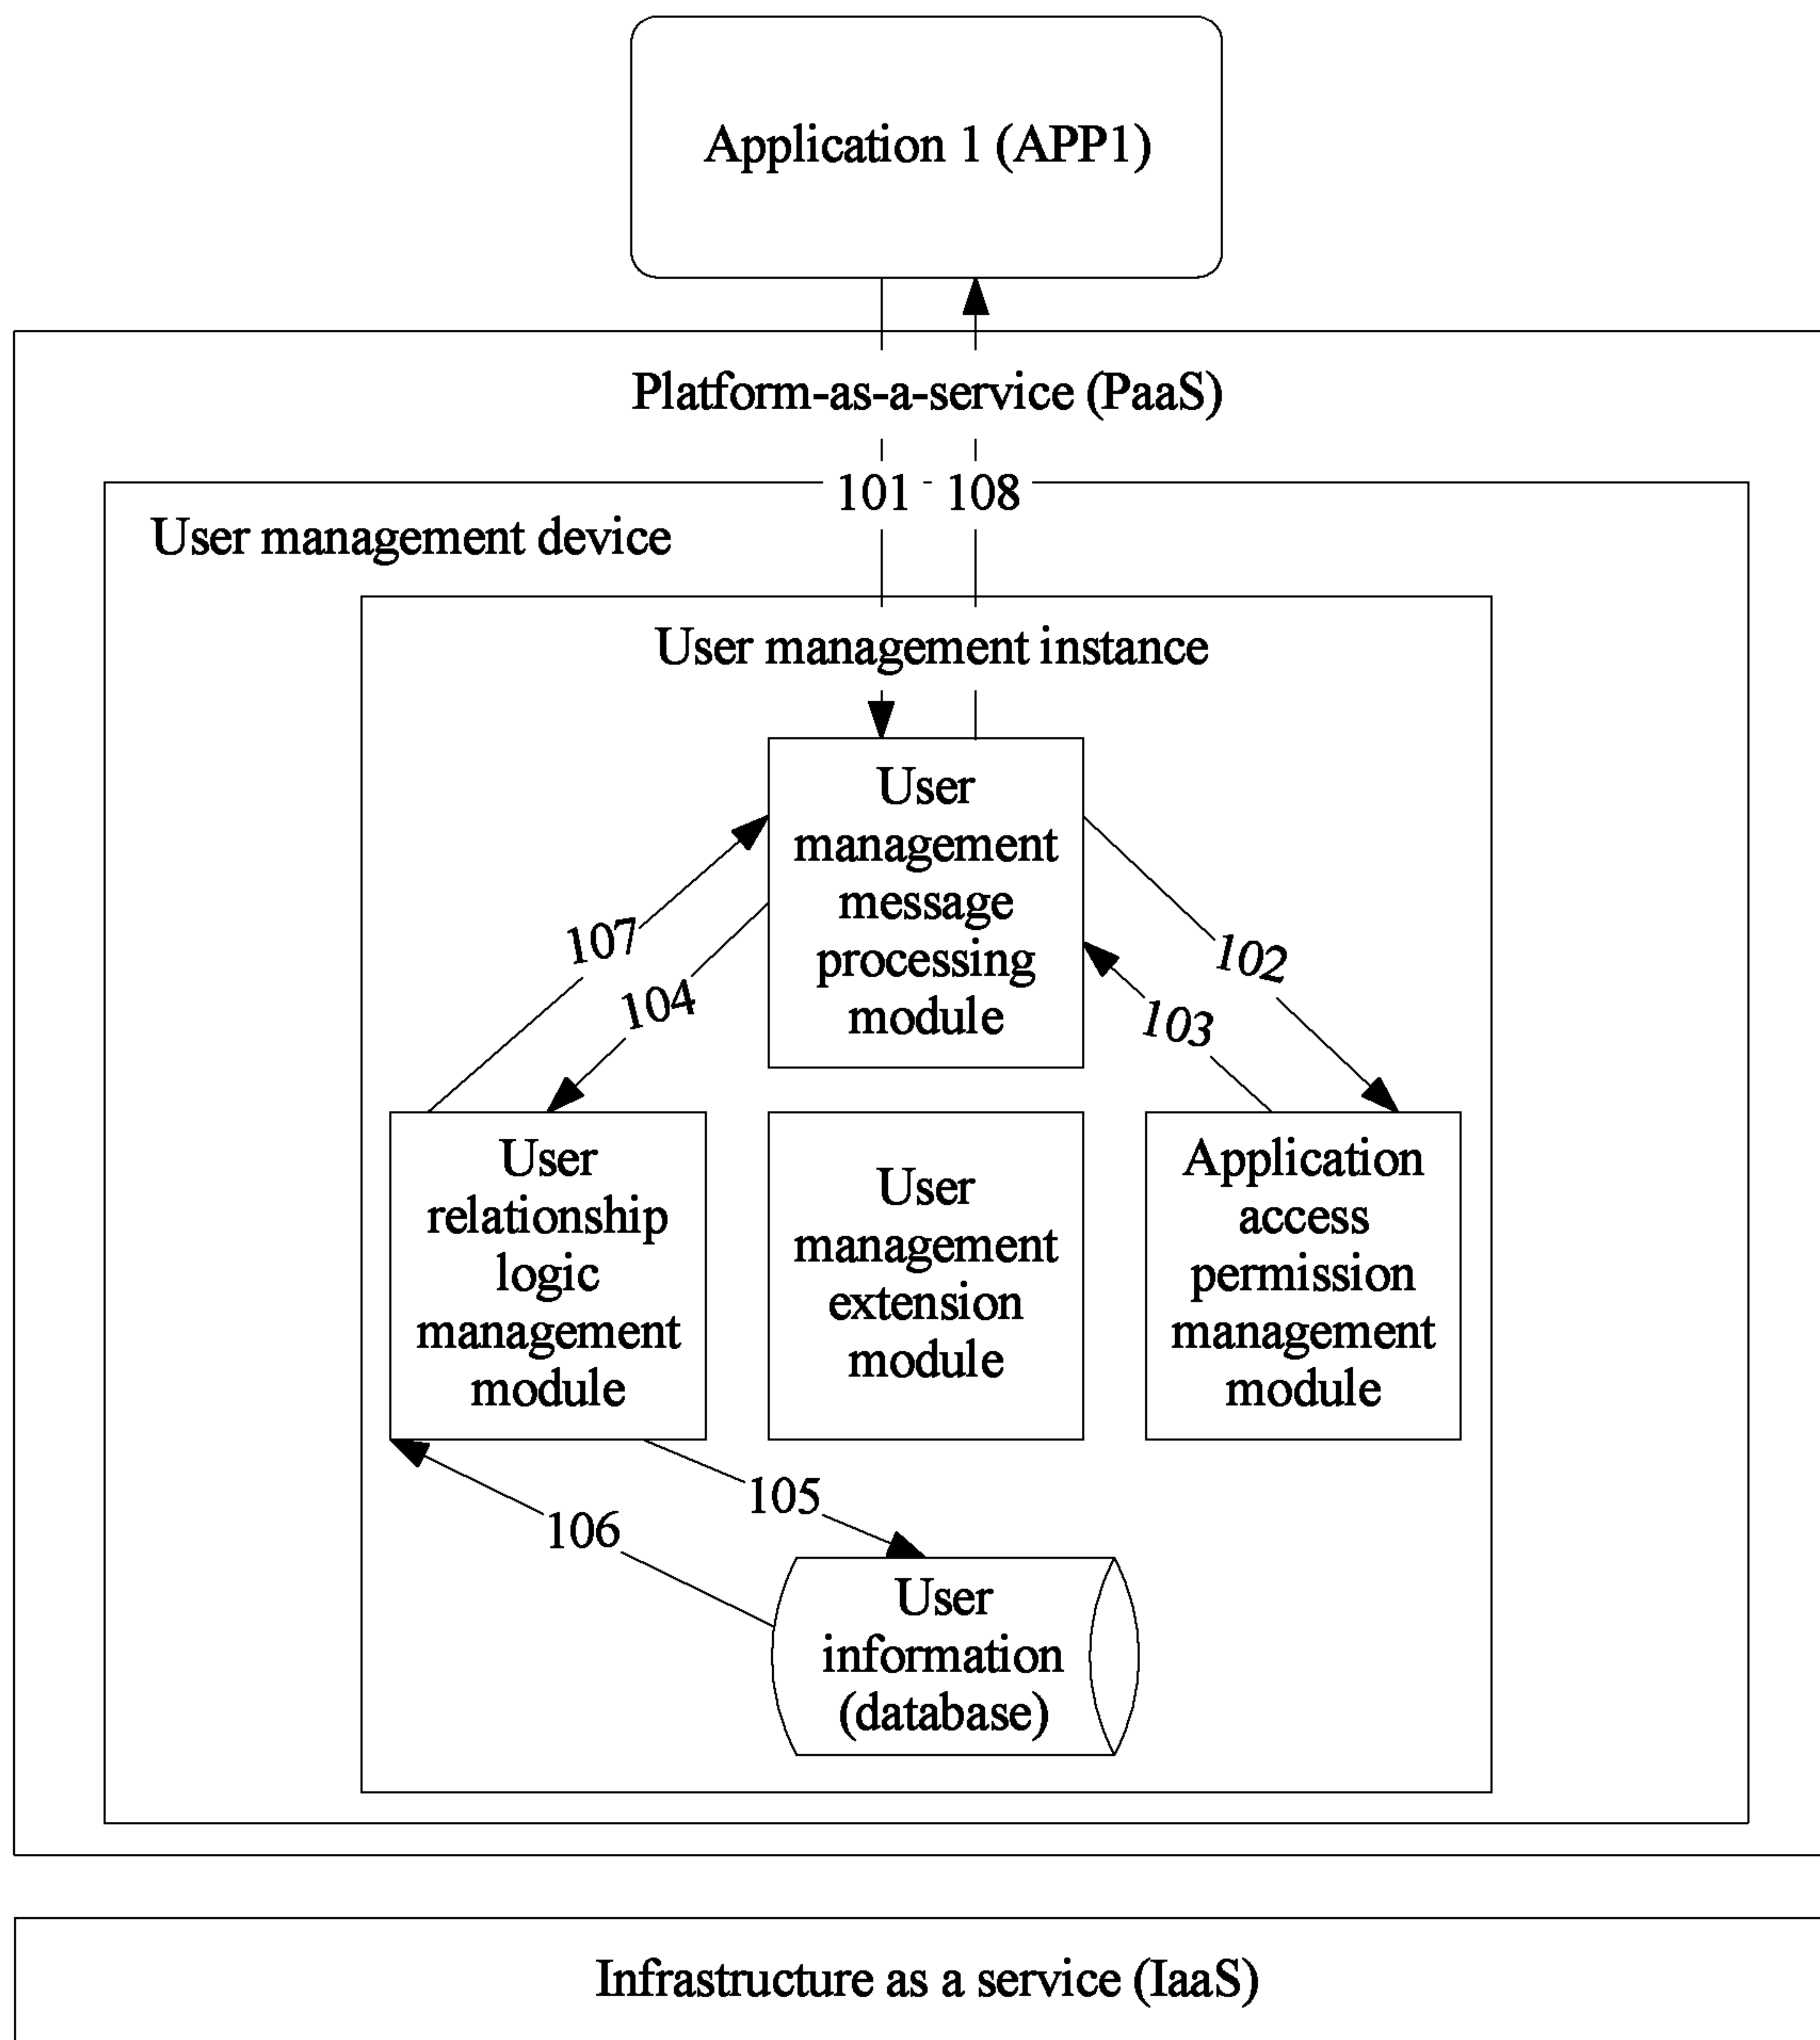 Application 1 (APP1)
Platform-as-a-service (PaaS)
101 108
User management device
User management instance
User
management
message
processing
module
107
104
102
103
User
relationship
logic
management
module
User
management
extension
module
Application
access
permission
management
module
105
106
User
information
(database)
Infrastructure as a service (IaaS)